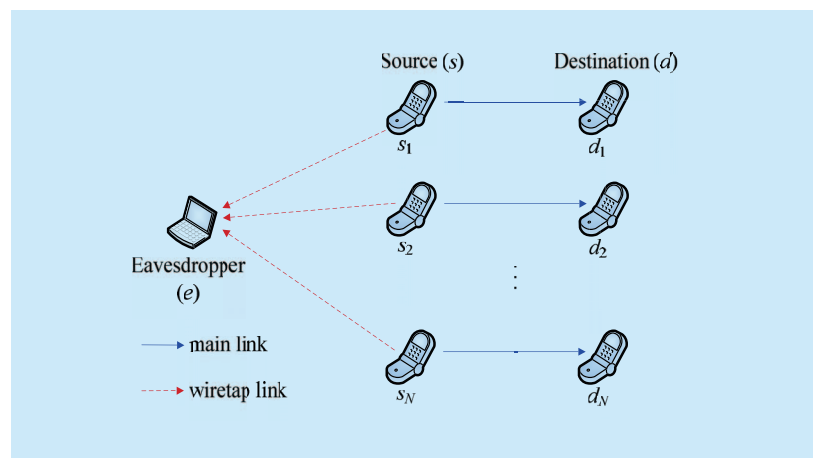 Source (s)
Destination (d)
s1
d1
s2
d2
Eavesdropper
(e)
⋮
main link
wiretap link
sN
dN